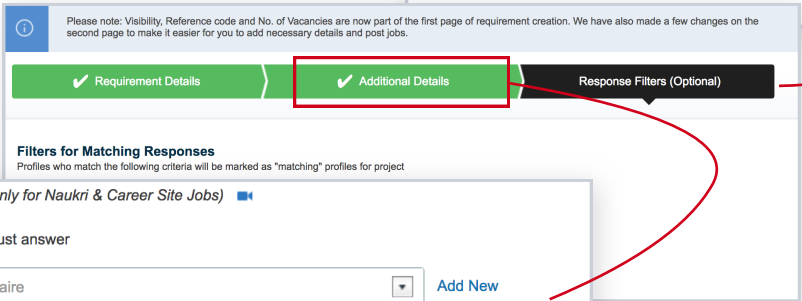 Please note: Visibility, Reference code and No. of Vacancies are now part of the first page of requirement creation. We have also made a few changes on the
second page to make it easier for you to add necessary details and post jobs.
Requirement Details
Additional Details
Response Filters (Optional)
Filters for Matching Responses
Profiles who match the following criteria will be marked as "matching" profiles for project
nly for Naukri & Career Site Jobs)
ust answer
aire
Add New